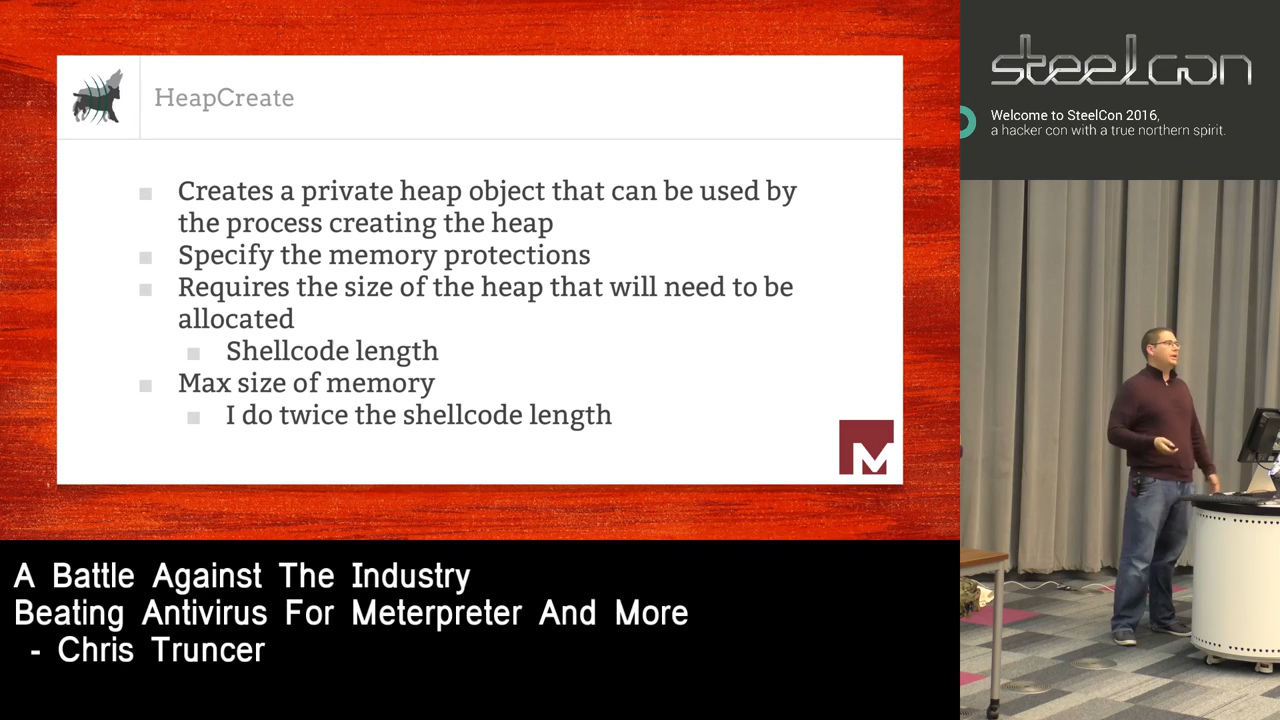 HeapCreate
Creates a private heap object that can be used by
the process creating the heap
Specify the memory protections
Requires the size of the heap that will need to be
allocated
Shellcode length
Max size of memory
I do twice the shellcode length
M
steelcon
Welcome to SteelCon 2016,
a hacker con with a true northern spirit.
A Battle Against The Industry
Beating Antivirus For Meterpreter And More
- Chris Truncer